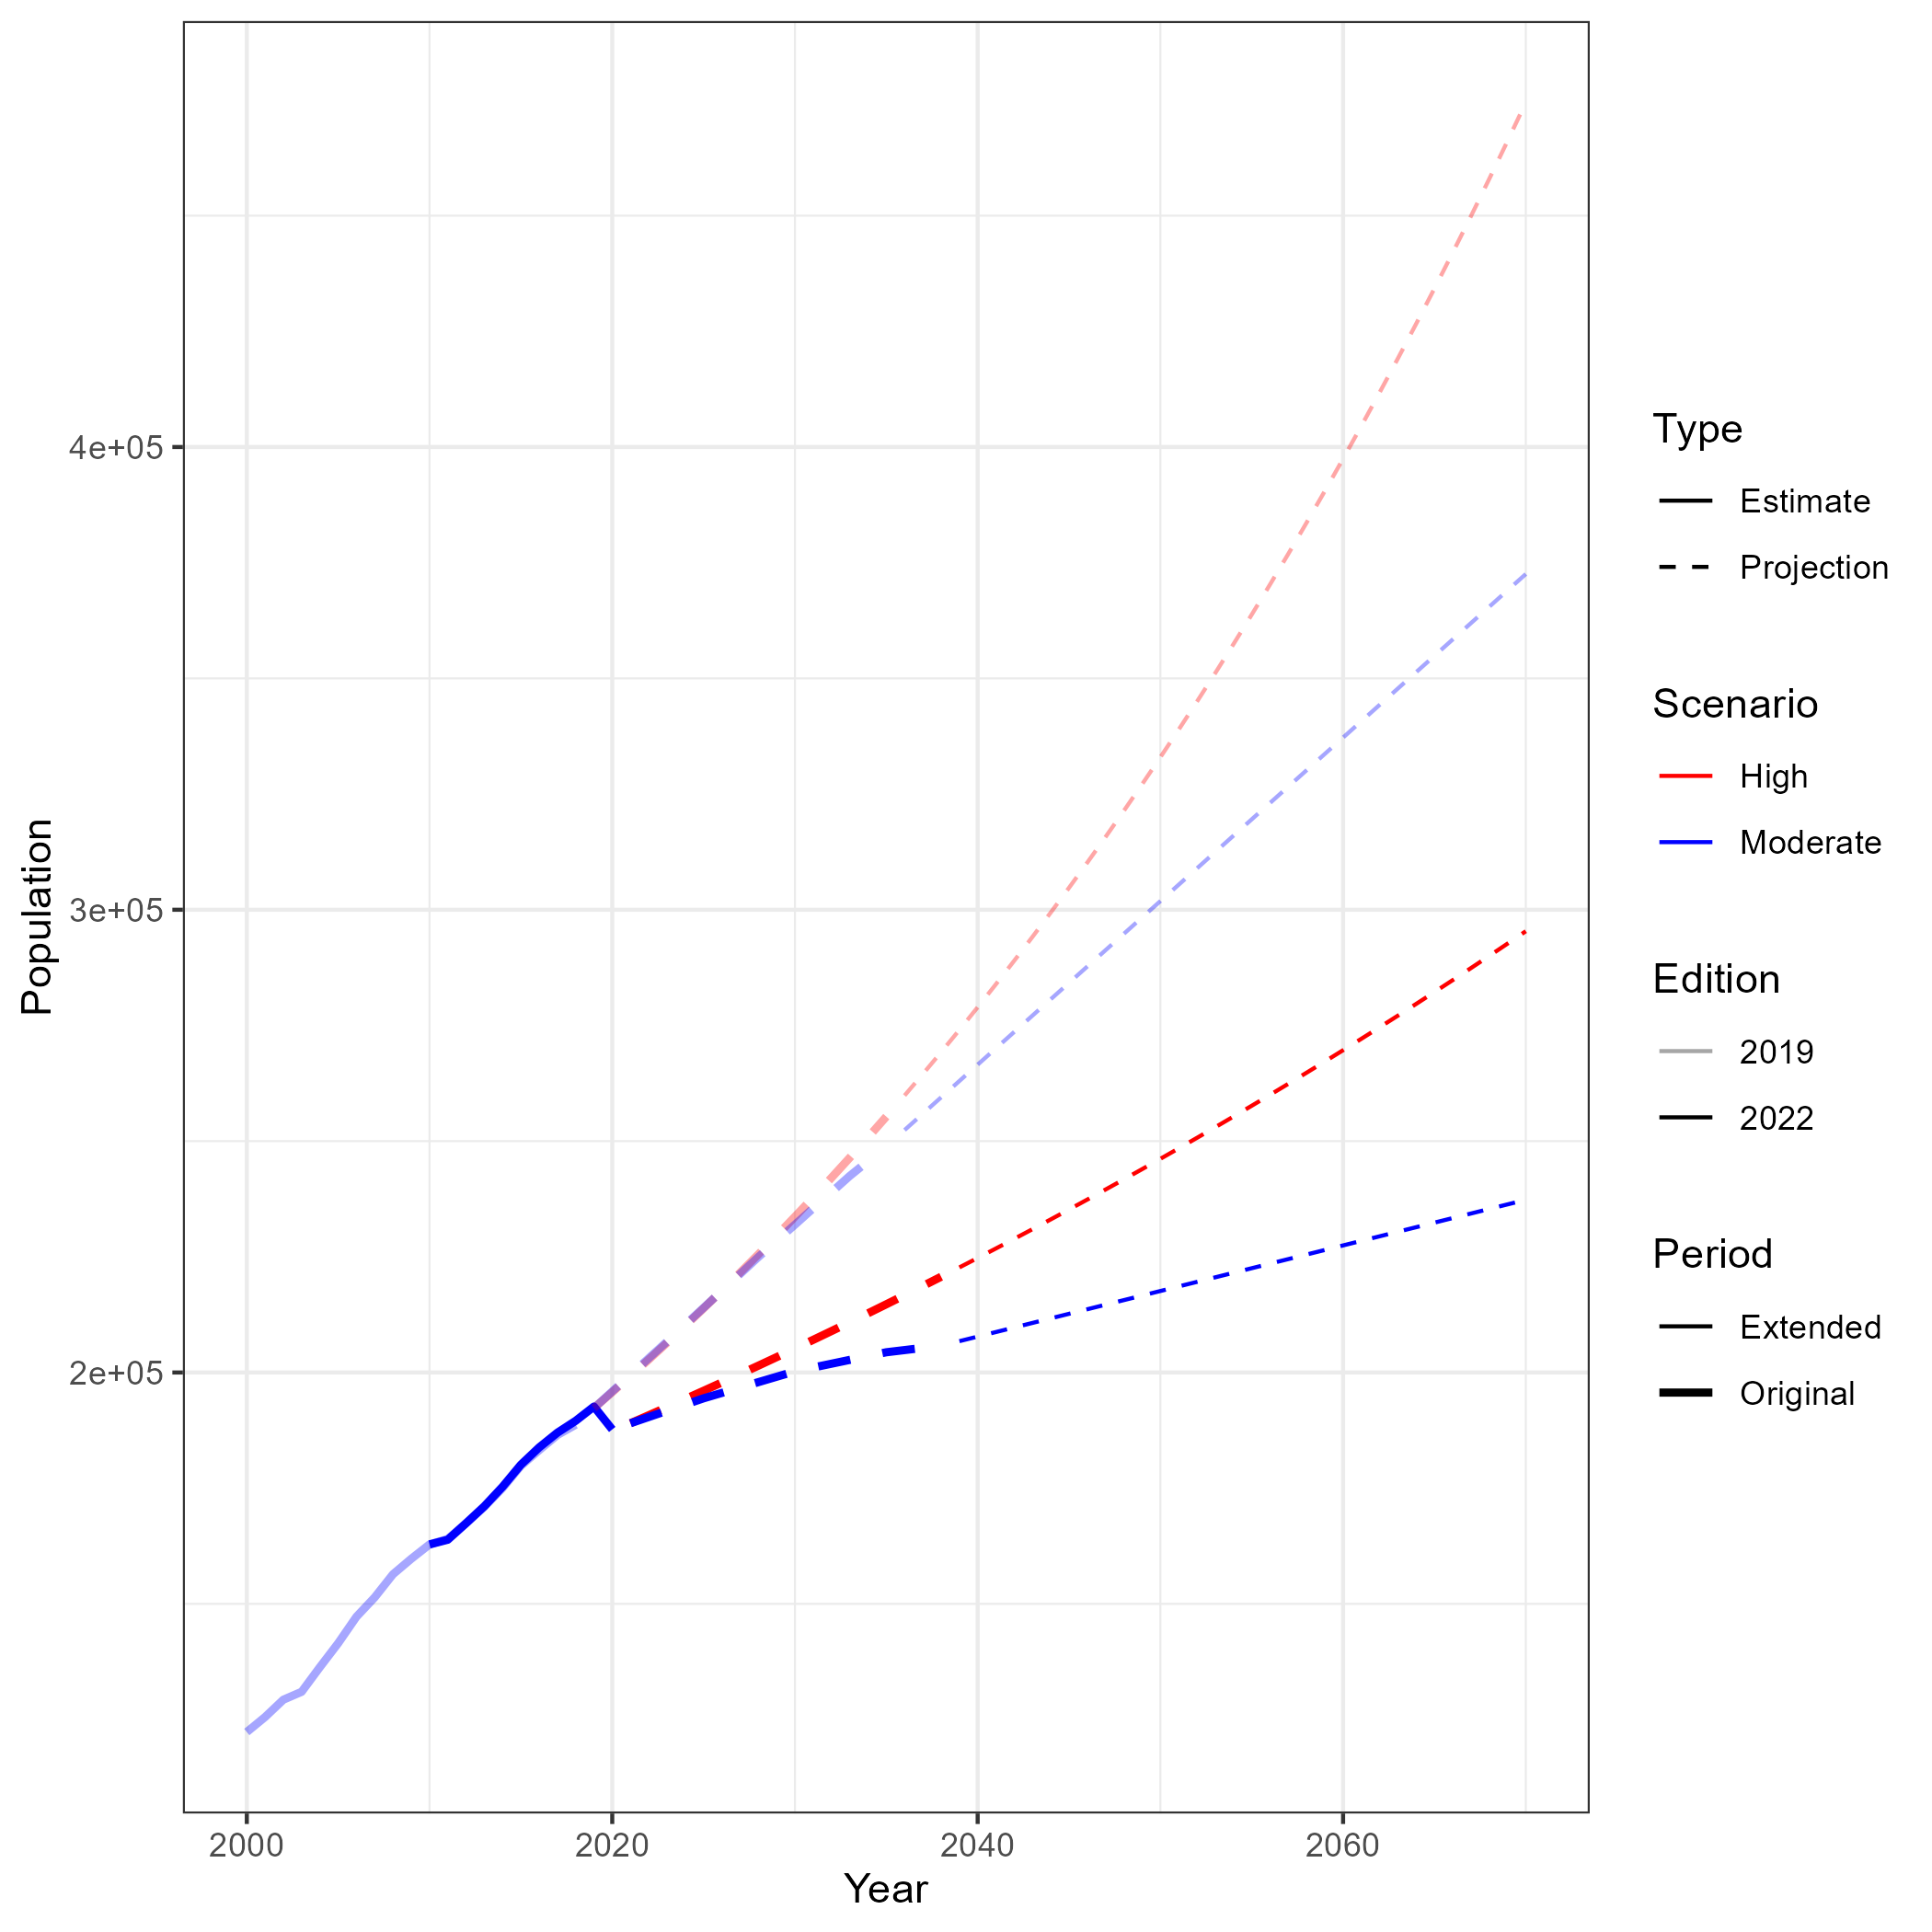 4e+05
3e+05
2e+05
Population
2000
2020
2040
2060
Year
Type
Estimate
Projection
Scenario
High
Moderate
Edition
2019
2022
Period
Extended
Original